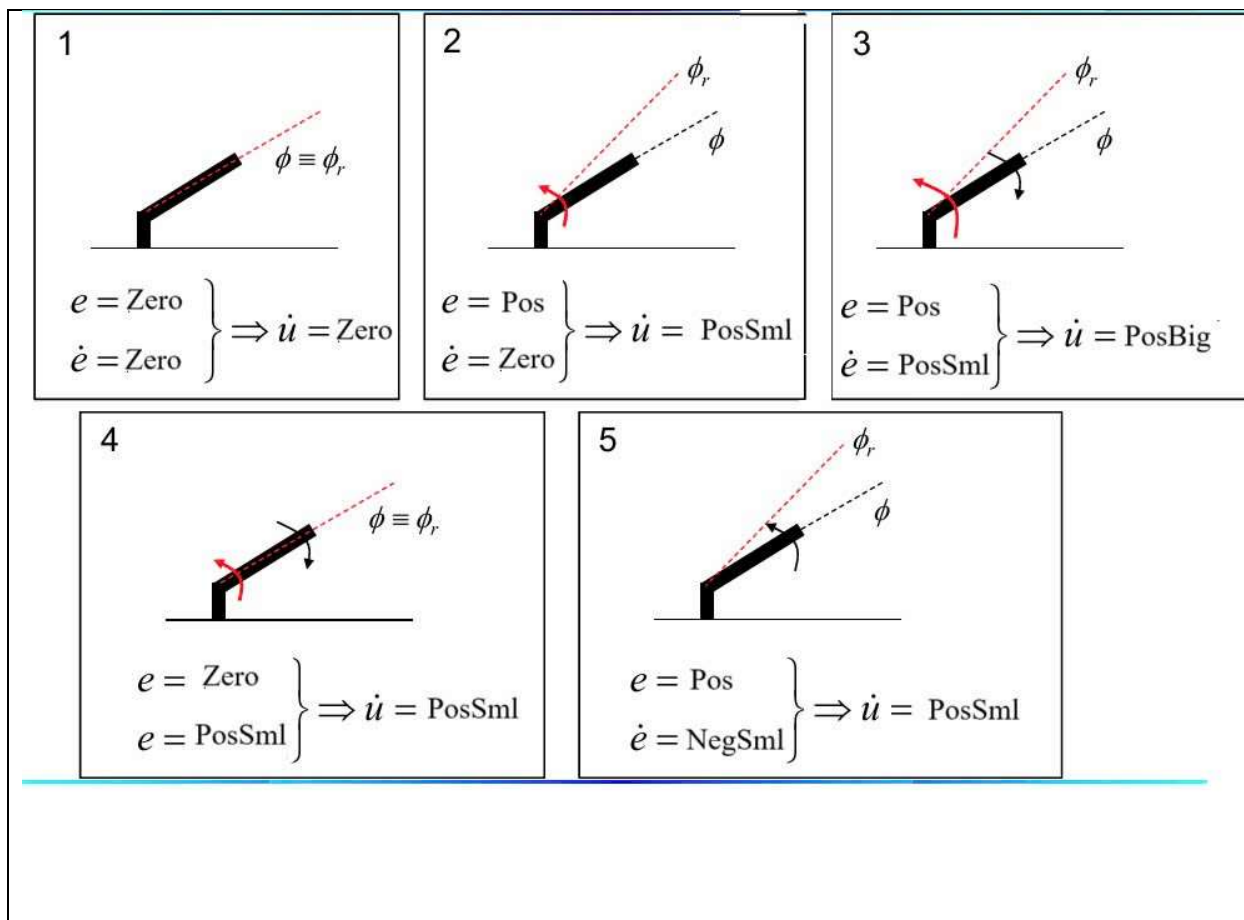 1
ϕ ≡ ϕr
e = Zero
ė = Zero
⇒ u̇ = Zero
2
ϕr
ϕ
e = Pos
ė = Zero
⇒ u̇ = PosSml
3
ϕr
ϕ
e = Pos
ė = PosSml
⇒ u̇ = PosBig
4
ϕ ≡ ϕr
e = Zero
e = PosSml
⇒ u̇ = PosSml
5
ϕr
ϕ
e = Pos
ė = NegSml
⇒ u̇ = PosSml